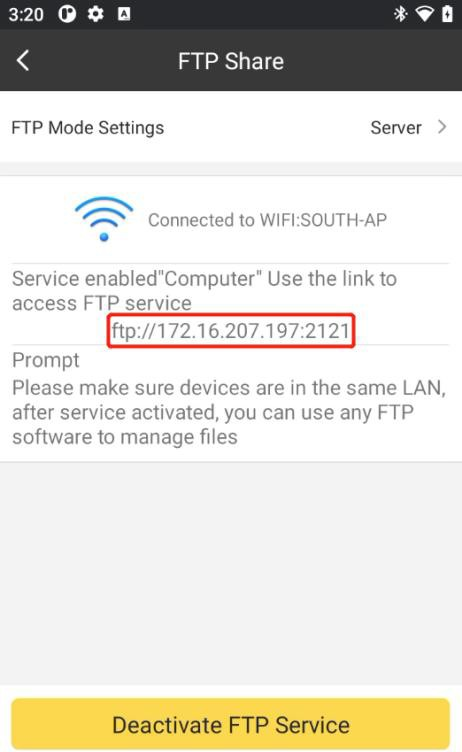 3:20
A
FTP Share
FTP Mode Settings
Server
Connected to WIFI:SOUTH-AP
Service enabled"Computer" Use the link to
access FTP service
ftp://172.16.207.197:2121
Prompt
Please make sure devices are in the same LAN,
after service activated, you can use any FTP
software to manage files
Deactivate FTP Service